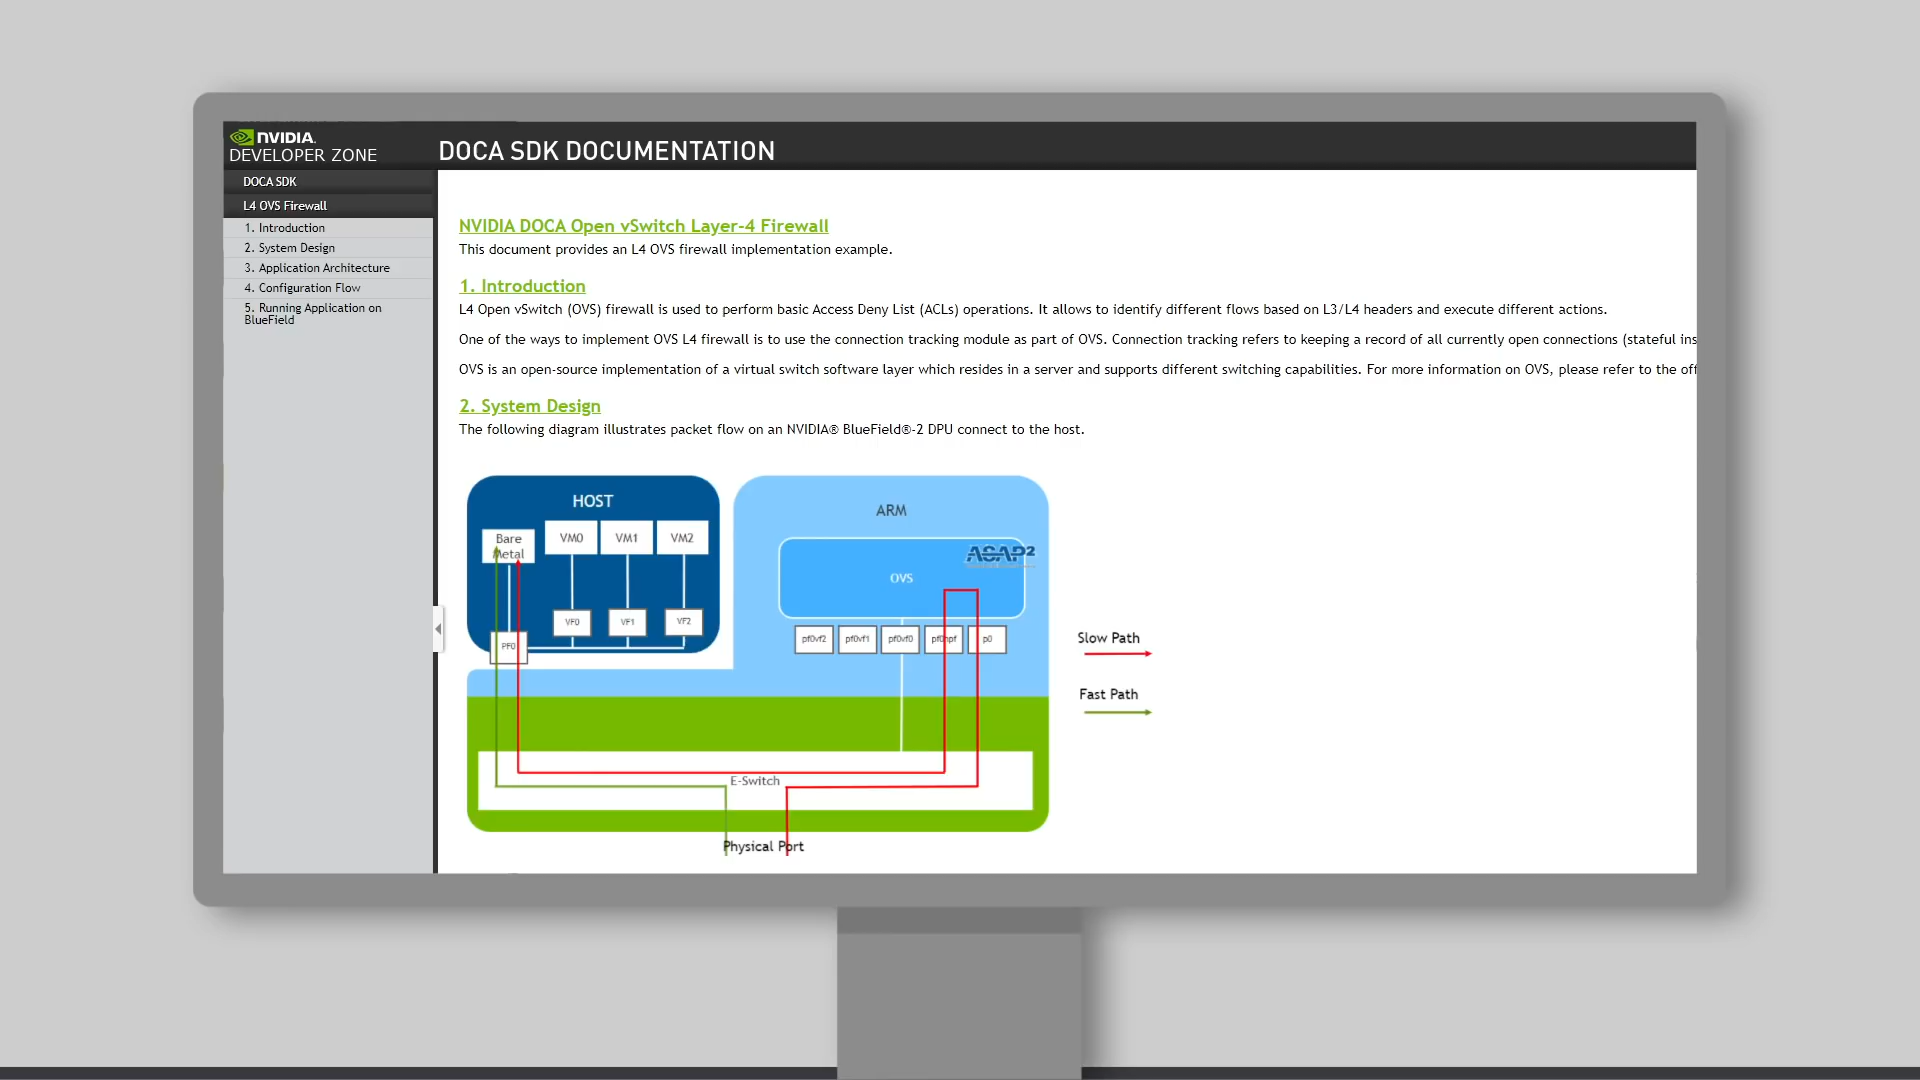 NVIDIA.
DEVELOPER ZONE
DOCA SDK DOCUMENTATION
DOCA SDK
L4 OVS Firewall
1. Introduction
2. System Design
3. Application Architecture
4. Configuration Flow
5. Running Application on
BlueField
NVIDIA DOCA Open vSwitch Layer-4 Firewall
This document provides an L4 OVS firewall implementation example.
1. Introduction
L4 Open vSwitch (OVS) firewall is used to perform basic Access Deny List (ACLs) operations. It allows to identify different flows based on L3/L4 headers and execute different actions.
One of the ways to implement OVS L4 firewall is to use the connection tracking module as part of OVS. Connection tracking refers to keeping a record of all currently open connections (stateful ins
OVS is an open-source implementation of a virtual switch software layer which resides in a server and supports different switching capabilities. For more information on OVS, please refer to the off
2. System Design
The following diagram illustrates packet flow on an NVIDIA® BlueField®-2 DPU connect to the host.
HOST
Bare
Metal
VM0
VM1
VM2
VF0
VF1
VF2
PF0
ARM
ASAP²
OVS
pf0vf2
pf0vf1
pf0vf0
pf0hpf
p0
E-Switch
Physical Port
Slow Path
Fast Path